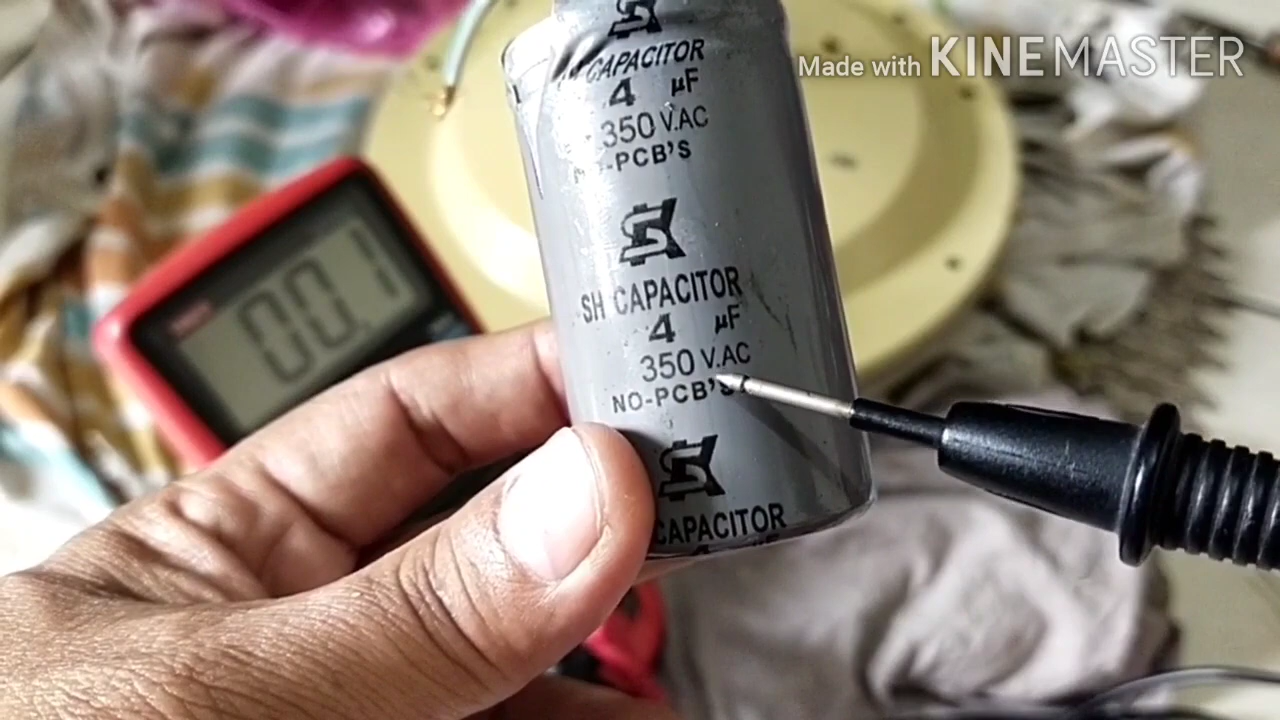 Made with KINEMASTER
CAPACITOR
4 µF
350 V.AC
NO-PCB'S
SH CAPACITOR
4 µF
350 V.AC
NO-PCB'S
CAPACITOR
00.1